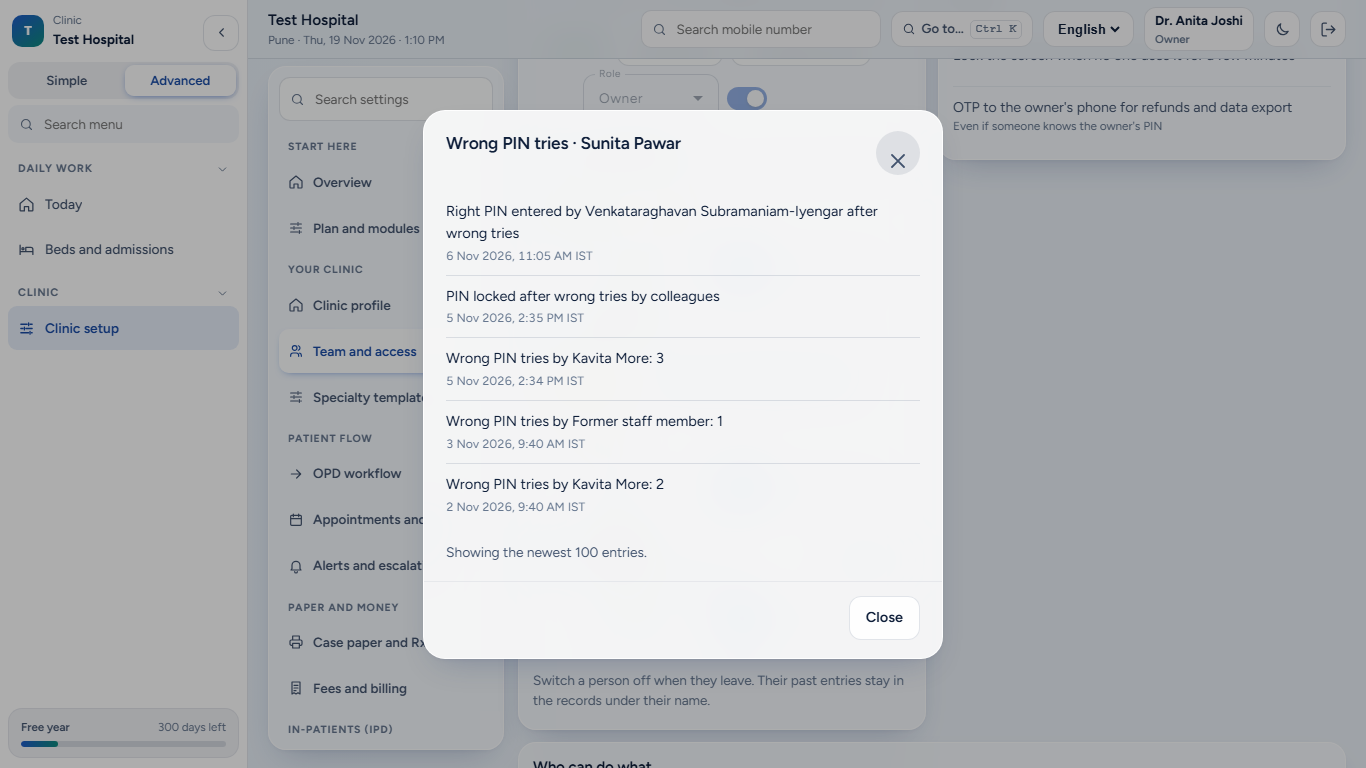 T
Clinic
Test Hospital
Simple
Advanced
Search menu
DAILY WORK
Today
Beds and admissions
CLINIC
Clinic setup
Free year
300 days left
Test Hospital
Pune · Thu, 19 Nov 2026 · 1:10 PM
Search mobile number
Go to...
Ctrl K
English
Dr. Anita Joshi
Owner
Search settings
START HERE
Overview
Plan and modules
YOUR CLINIC
Clinic profile
Team and access
Specialty template
PATIENT FLOW
OPD workflow
Appointments and
Alerts and escalat
PAPER AND MONEY
Case paper and Rx
Fees and billing
IN-PATIENTS (IPD)
Role
Owner
OTP to the owner's phone for refunds and data export
Even if someone knows the owner's PIN
Wrong PIN tries · Sunita Pawar
Right PIN entered by Venkataraghavan Subramaniam-Iyengar after
wrong tries
6 Nov 2026, 11:05 AM IST
PIN locked after wrong tries by colleagues
5 Nov 2026, 2:35 PM IST
Wrong PIN tries by Kavita More: 3
5 Nov 2026, 2:34 PM IST
Wrong PIN tries by Former staff member: 1
3 Nov 2026, 9:40 AM IST
Wrong PIN tries by Kavita More: 2
2 Nov 2026, 9:40 AM IST
Showing the newest 100 entries.
Close
Switch a person off when they leave. Their past entries stay in
the records under their name.
Who can do what